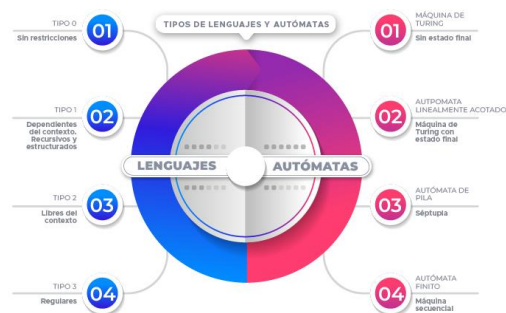 TIPOS DE LENGUAJES Y AUTÓMATAS
TIPO 0
01
Sin restricciones
TIPO 1
02
Dependientes
del contexto.
Recursivos y
estructurados
LENGUAJES
TIPO 2
03
Libres del
contexto
TIPO 3
04
Regulares
MÁQUINA DE
TURING
01
Sin estado final
AUTPOMATA
LINEALMENTE ACOTADO
02
Máquina de
Turing con
estado final
AUTÓMATAS
AUTÓMATA DE
PILA
03
Séptupla
AUTÓMATA
FINITO
04
Máquina
secuencial